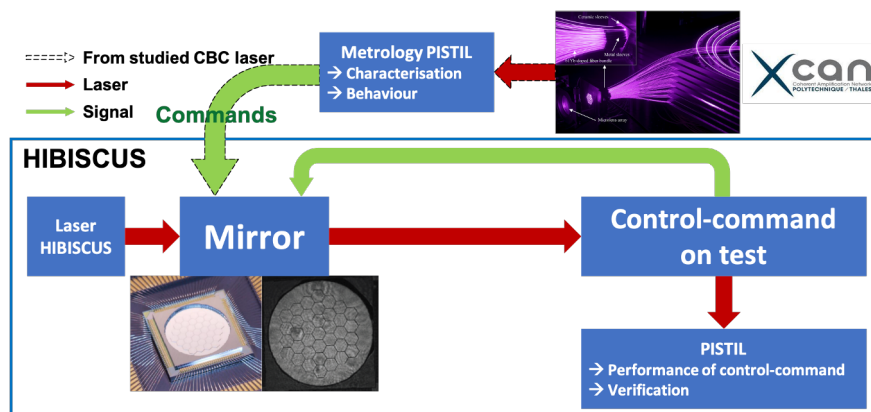 From studied CBC laser
Laser
Signal
Commands
Metrology PISTIL
→ Characterisation
→ Behaviour
Ceramic sleeves
Metal sleeves
Microlens array
Xcan
Coherent Amplification Network
POLYTECHNIQUE / THALES
HIBISCUS
Laser
HIBISCUS
Mirror
Control-command
on test
PISTIL
→ Performance of control-command
→ Verification